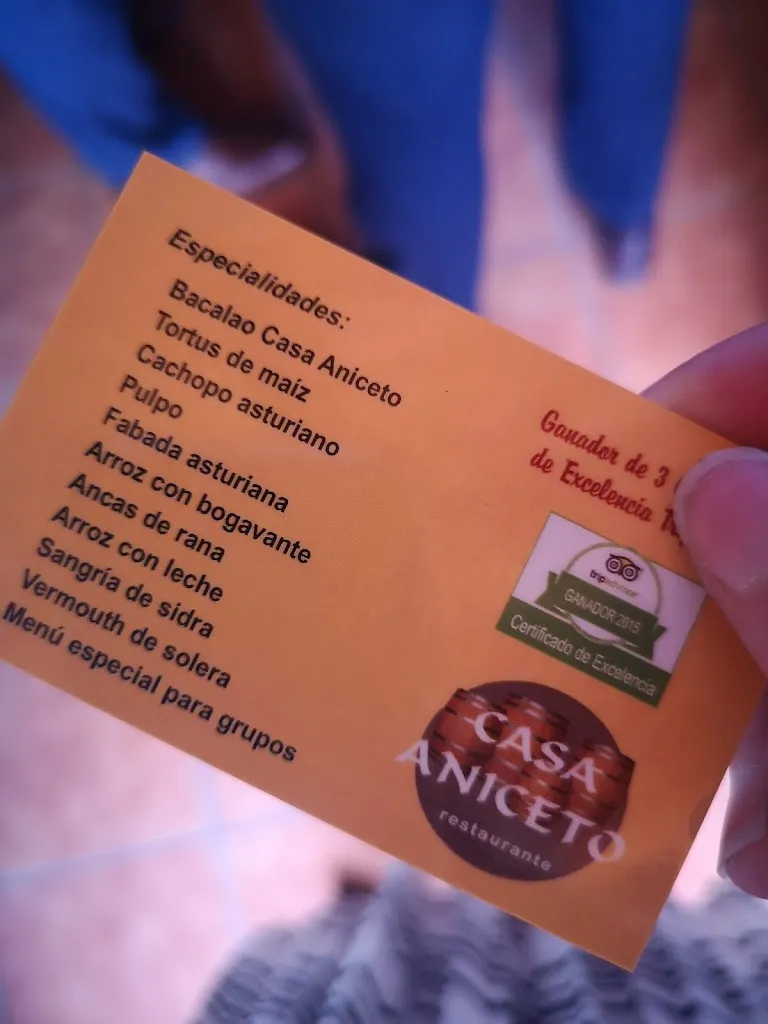 Especialidades:
Bacalao Casa Aniceto
Tortus de maíz
Cachopo asturiano
Pulpo
Fabada asturiana
Arroz con bogavante
Ancas de rana
Arroz con leche
Sangría de sidra
Vermouth de solera
Menú especial para grupos
Ganador de 3
de Excelencia
tripadvisor
GANADOR 2015
Certificado de Excelencia
CASA
ANICETO
restaurante